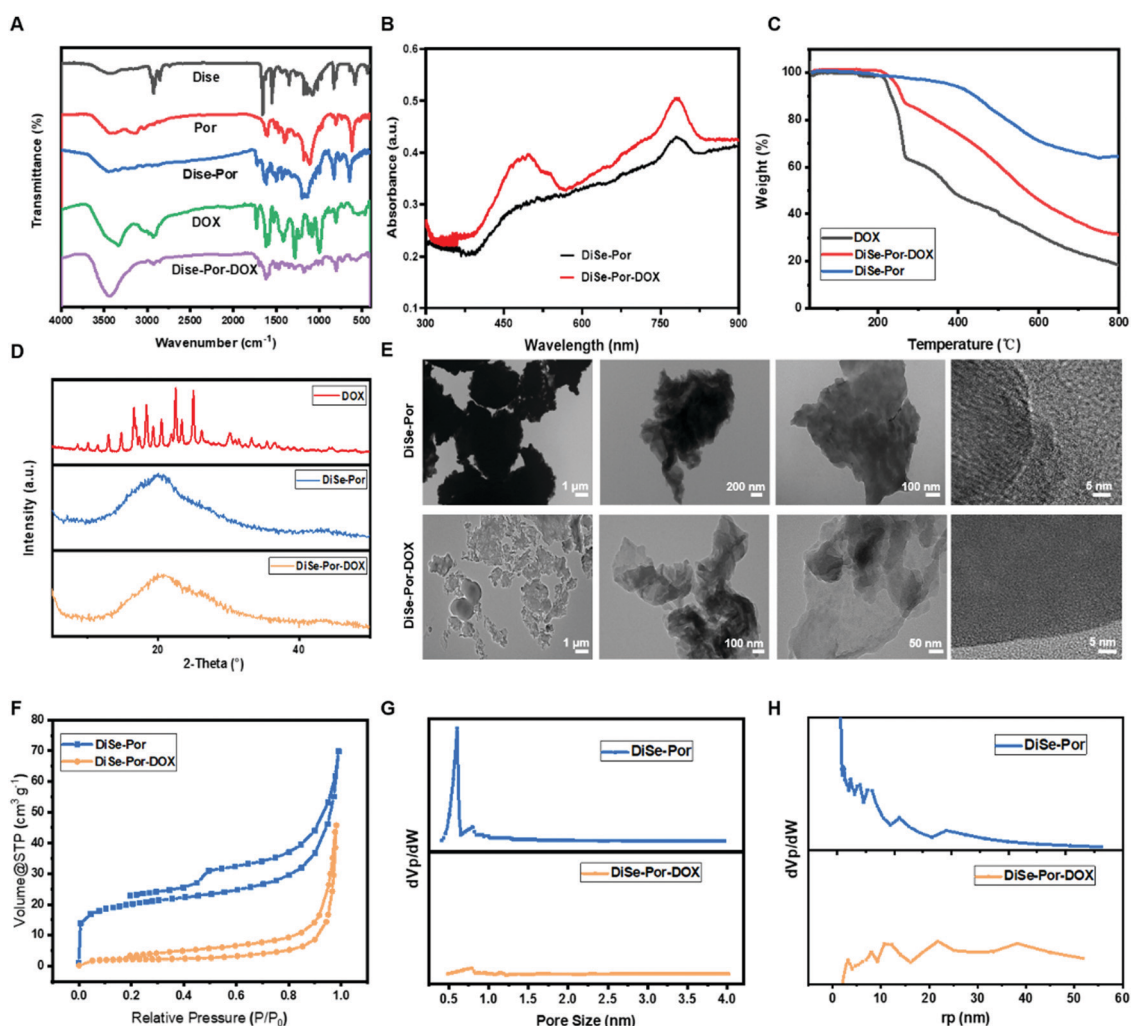 A
Transmittance (%)
Dise
Por
Dise-Por
DOX
Dise-Por-DOX
4000 3500 3000 2500 2000 1500 1000 500
Wavenumber (cm-1)
B
Absorbance (a.u.)
0.5
0.4
0.3
0.2
0.1
DiSe-Por
DiSe-Por-DOX
300 450 600 750 900
Wavelength (nm)
C
Weight (%)
100
80
60
40
20
0
DOX
DiSe-Por-DOX
DiSe-Por
200 400 600 800
Temperature (℃)
D
Intensity (a.u.)
DOX
DiSe-Por
DiSe-Por-DOX
20 40
2-Theta (°)
E
DiSe-Por
1 μm
200 nm
100 nm
5 nm
DiSe-Por-DOX
1 μm
100 nm
50 nm
5 nm
F
Volume@STP (cm³ g-1)
80
70
60
50
40
30
20
10
0
DiSe-Por
DiSe-Por-DOX
0.0 0.2 0.4 0.6 0.8 1.0
Relative Pressure (P/P₀)
G
dVp/dW
DiSe-Por
DiSe-Por-DOX
0.5 1.0 1.5 2.0 2.5 3.0 3.5 4.0
Pore Size (nm)
H
dVp/dW
DiSe-Por
DiSe-Por-DOX
0 10 20 30 40 50 60
rp (nm)